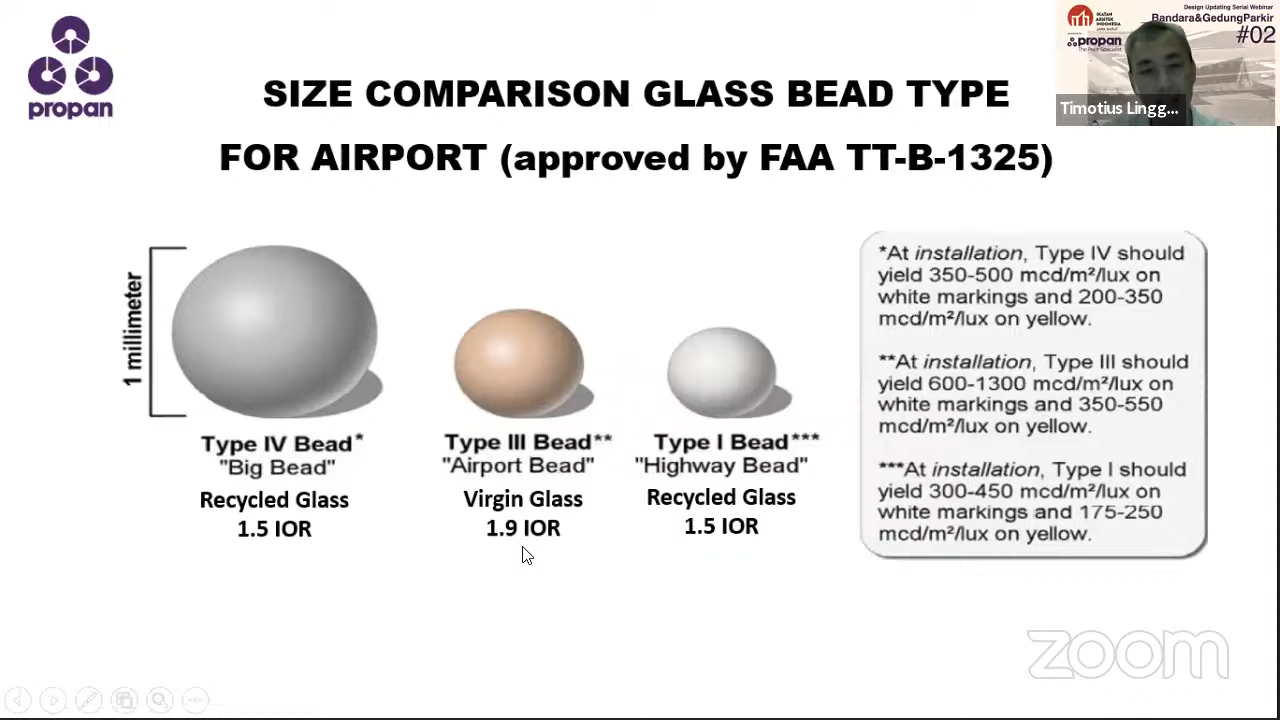 propan
SIZE COMPARISON GLASS BEAD TYPE
FOR AIRPORT (approved by FAA TT-B-1325)
Design Updating Serial Webinar
Bandara&GedungParkir
#02
IKATAN
ARSITEK
INDONESIA
propan
The Paint Specialist
Timotius Lingg...
1 millimeter
Type IV Bead*
"Big Bead"
Recycled Glass
1.5 IOR
Type III Bead**
"Airport Bead"
Virgin Glass
1.9 IOR
Type I Bead***
"Highway Bead"
Recycled Glass
1.5 IOR
*At installation, Type IV should
yield 350-500 mcd/m²/lux on
white markings and 200-350
mcd/m²/lux on yellow.
**At installation, Type III should
yield 600-1300 mcd/m²/lux on
white markings and 350-550
mcd/m²/lux on yellow.
***At installation, Type I should
yield 300-450 mcd/m²/lux on
white markings and 175-250
mcd/m²/lux on yellow.
zoom